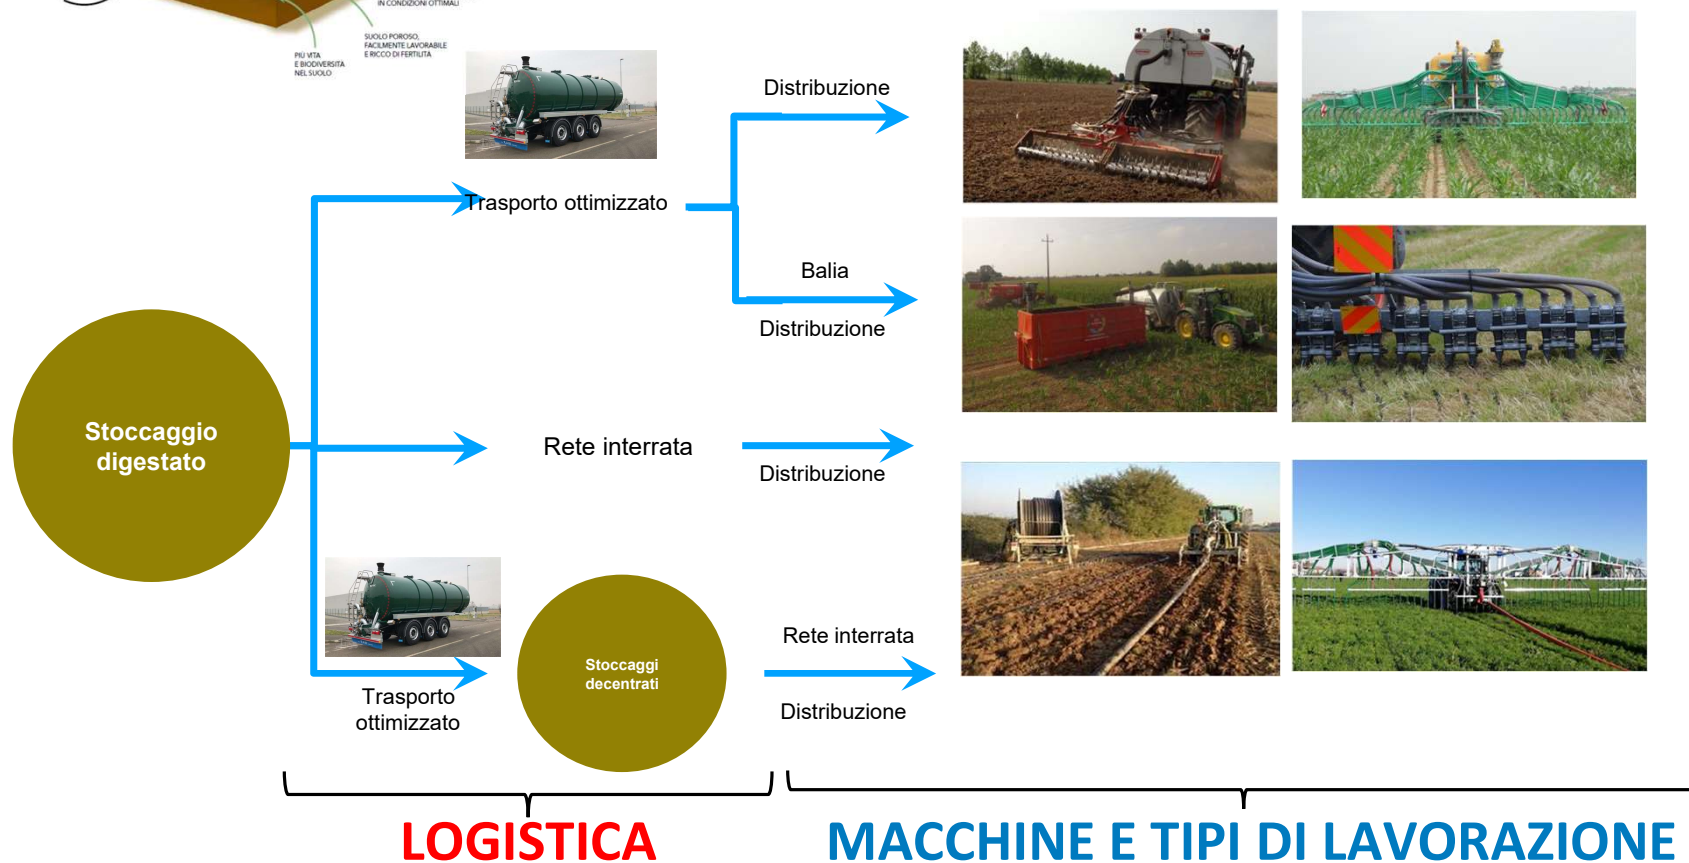 IN CONDIZIONI OTTIMALI
SUOLO POROSO,
FACILMENTE LAVORABILE
E RICCO DI FERTILITÀ
PIÙ VITA
E BIODIVERSITÀ
NEL SUOLO
Distribuzione
Trasporto ottimizzato
Balia
Distribuzione
Stoccaggio
digestato
Rete interrata
Distribuzione
Trasporto
ottimizzato
Stoccaggi
decentrati
Rete interrata
Distribuzione
LOGISTICA
MACCHINE E TIPI DI LAVORAZIONE